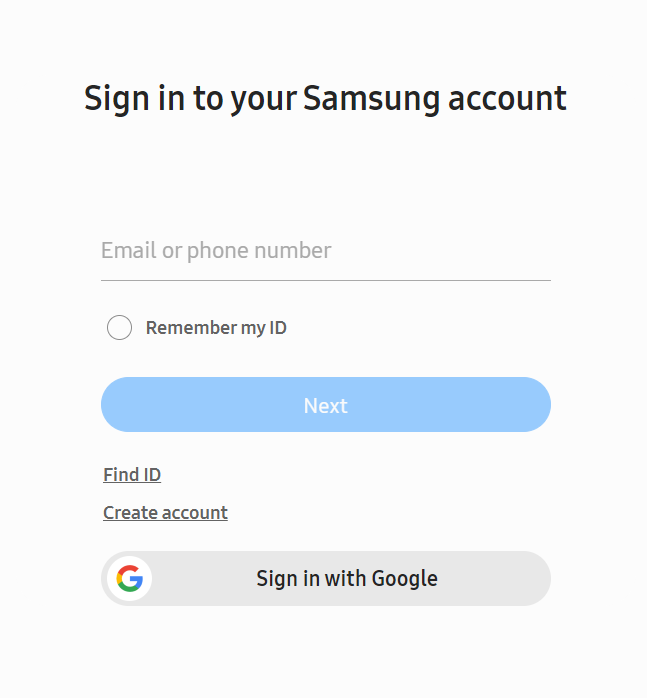 Sign in to your Samsung account
Email or phone number
Remember my ID
Next
Find ID
Create account
Sign in with Google